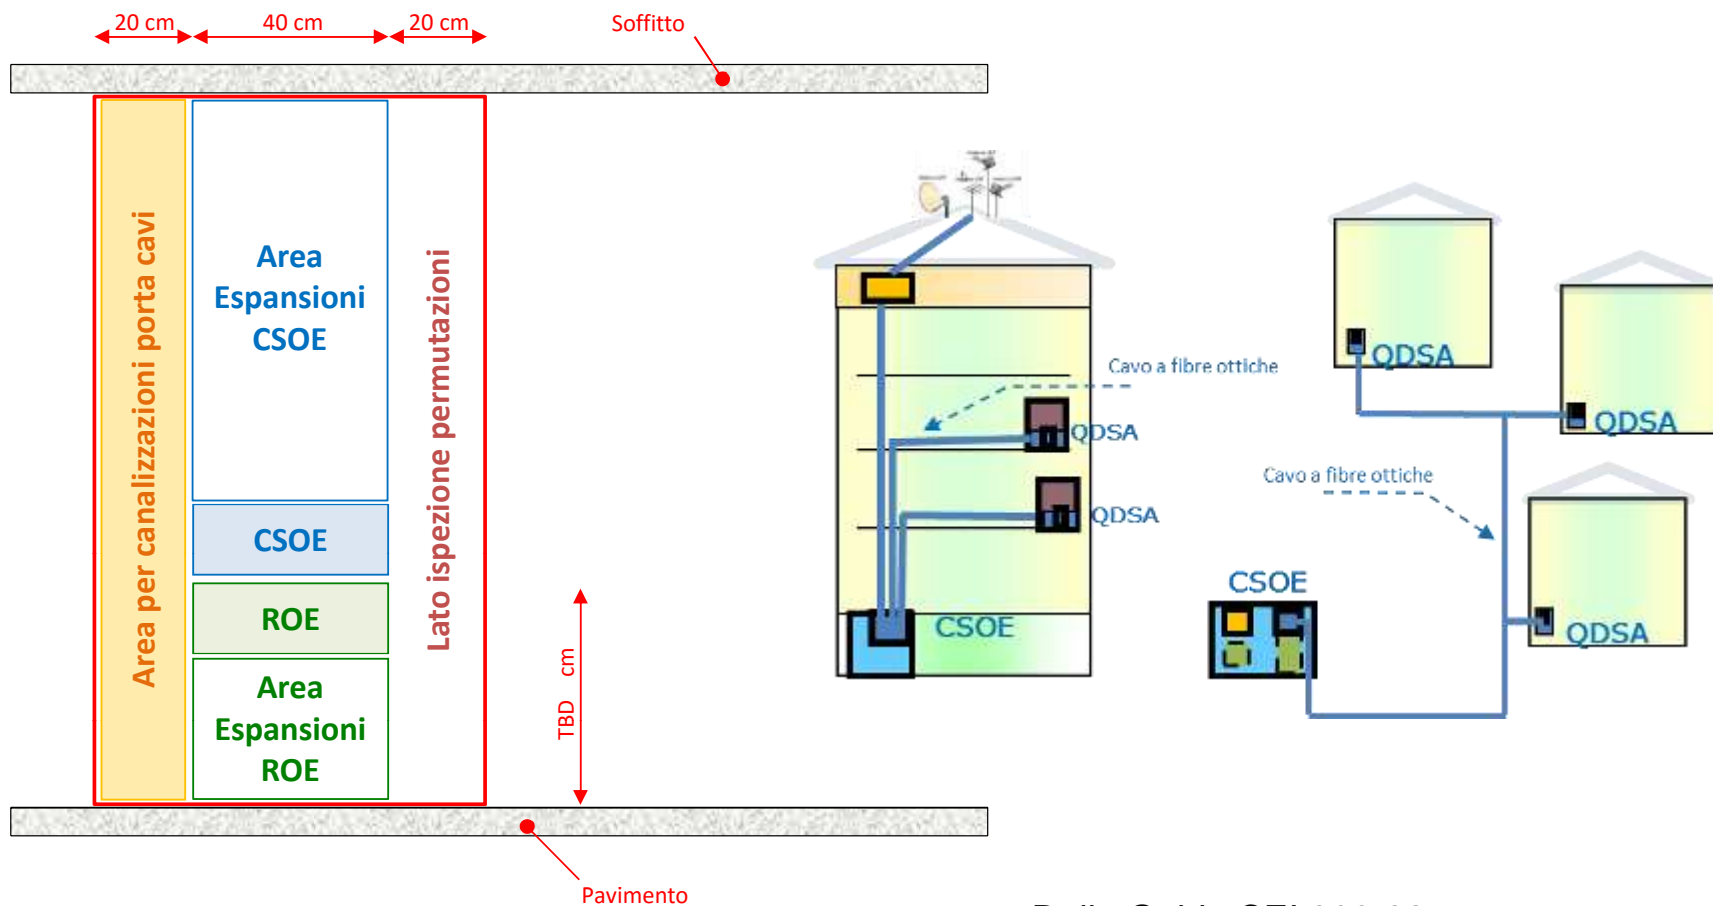 20 cm
40 cm
20 cm
Soffitto
Area per canalizzazioni porta cavi
Area
Espansioni
CSOE
Lato ispezione permutazioni
CSOE
ROE
Area
Espansioni
ROE
TBD cm
Pavimento
Cavo a fibre ottiche
QDSA
QDSA
CSOE
QDSA
QDSA
Cavo a fibre ottiche
CSOE
QDSA